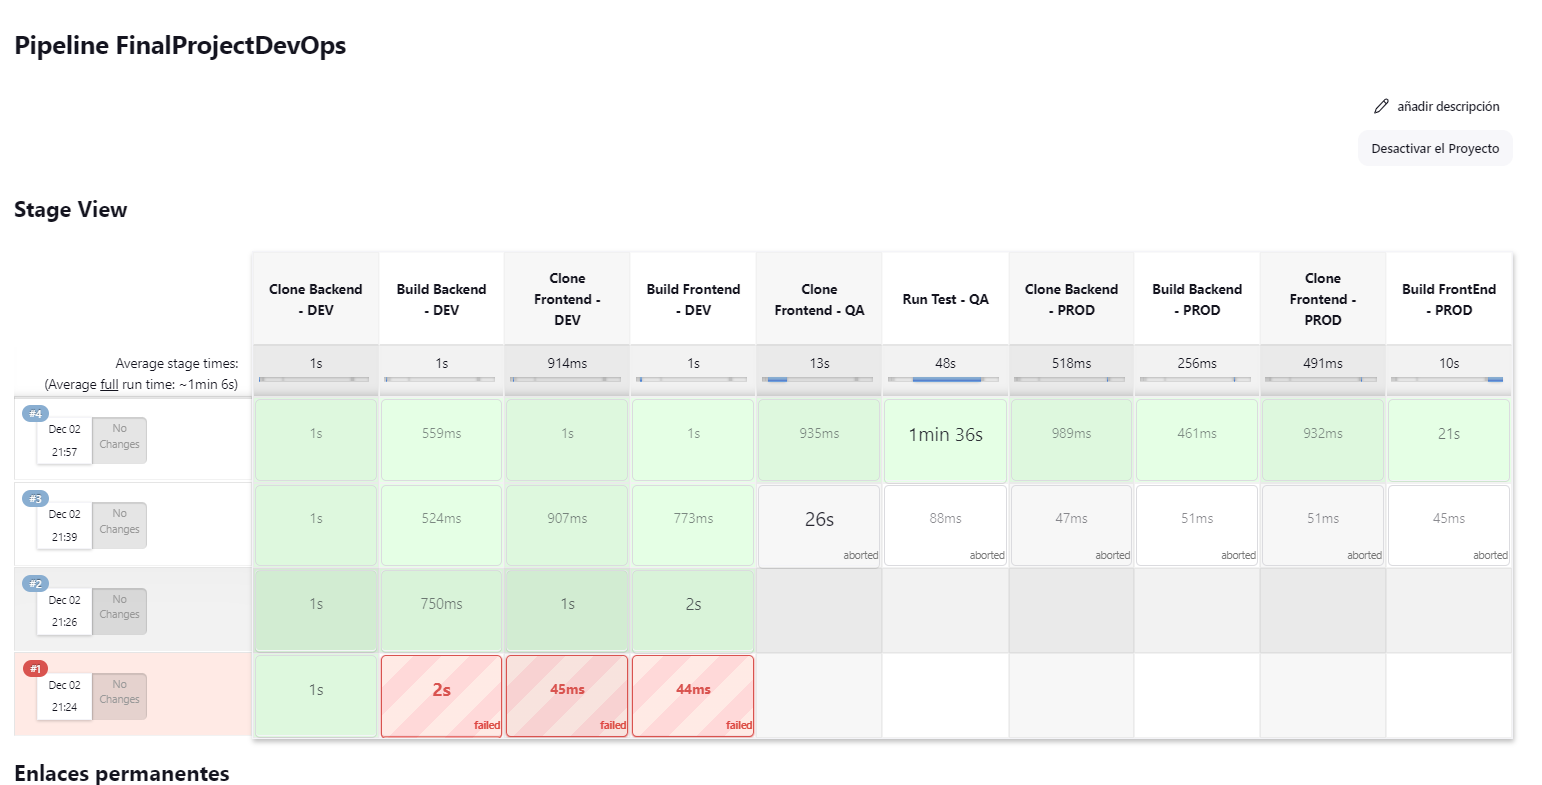 Pipeline FinalProjectDevOps
añadir descripción
Desactivar el Proyecto
Stage View
Clone Backend
- DEV
Build Backend
- DEV
Clone
Frontend -
DEV
Build Frontend
- DEV
Clone
Frontend - QA
Run Test - QA
Clone Backend
- PROD
Build Backend
- PROD
Clone
Frontend -
PROD
Build FrontEnd
- PROD
Average stage times:
(Average full run time: ~1min 6s)
1s 1s 914ms 1s 13s 48s 518ms 256ms 491ms 10s
#4
Dec 02
21:57
No
Changes
1s 559ms 1s 1s 935ms 1min 36s 989ms 461ms 932ms 21s
#3
Dec 02
21:39
No
Changes
1s 524ms 907ms 773ms 26s 88ms 47ms 51ms 51ms 45ms
aborted aborted aborted aborted aborted aborted
#2
Dec 02
21:26
No
Changes
1s 750ms 1s 2s
#1
Dec 02
21:24
No
Changes
1s 2s 45ms 44ms
failed failed failed
Enlaces permanentes